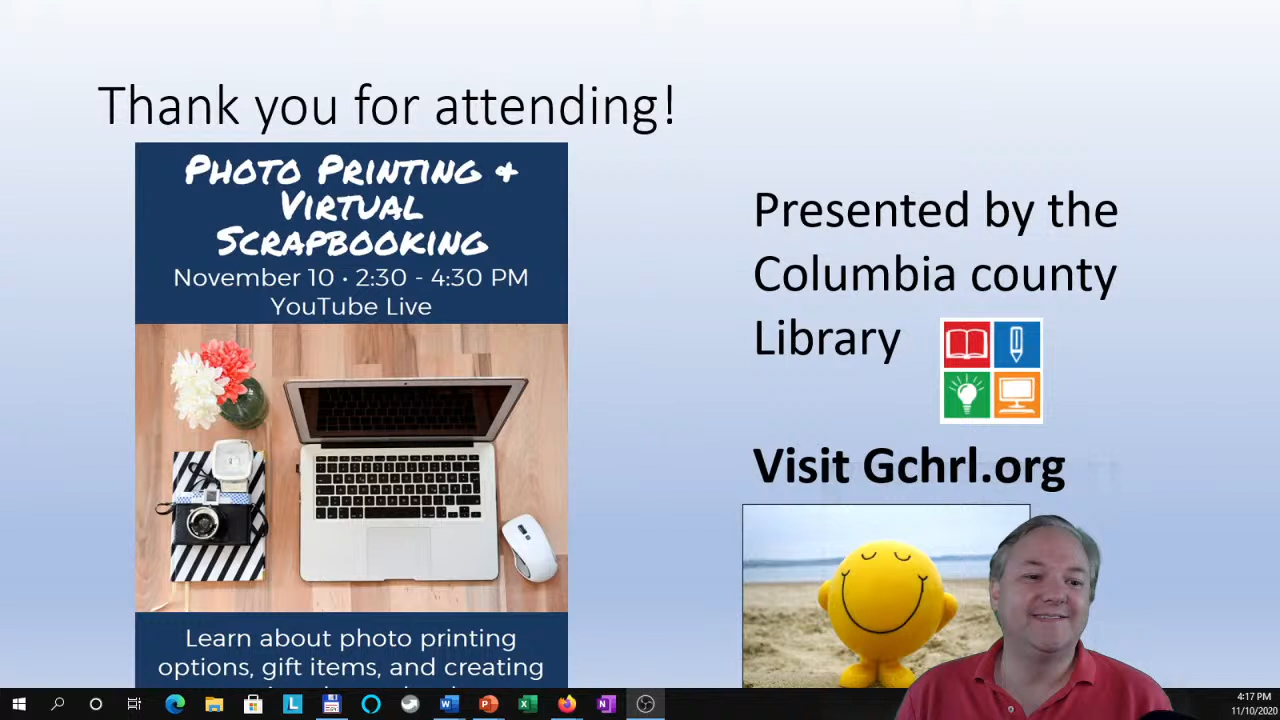 Thank you for attending!
Photo Printing &
Virtual
Scrapbooking
November 10 • 2:30 - 4:30 PM
YouTube Live
Learn about photo printing
options, gift items, and creating
Presented by the
Columbia county
Library
Visit Gchrl.org
4:17 PM
11/10/2020